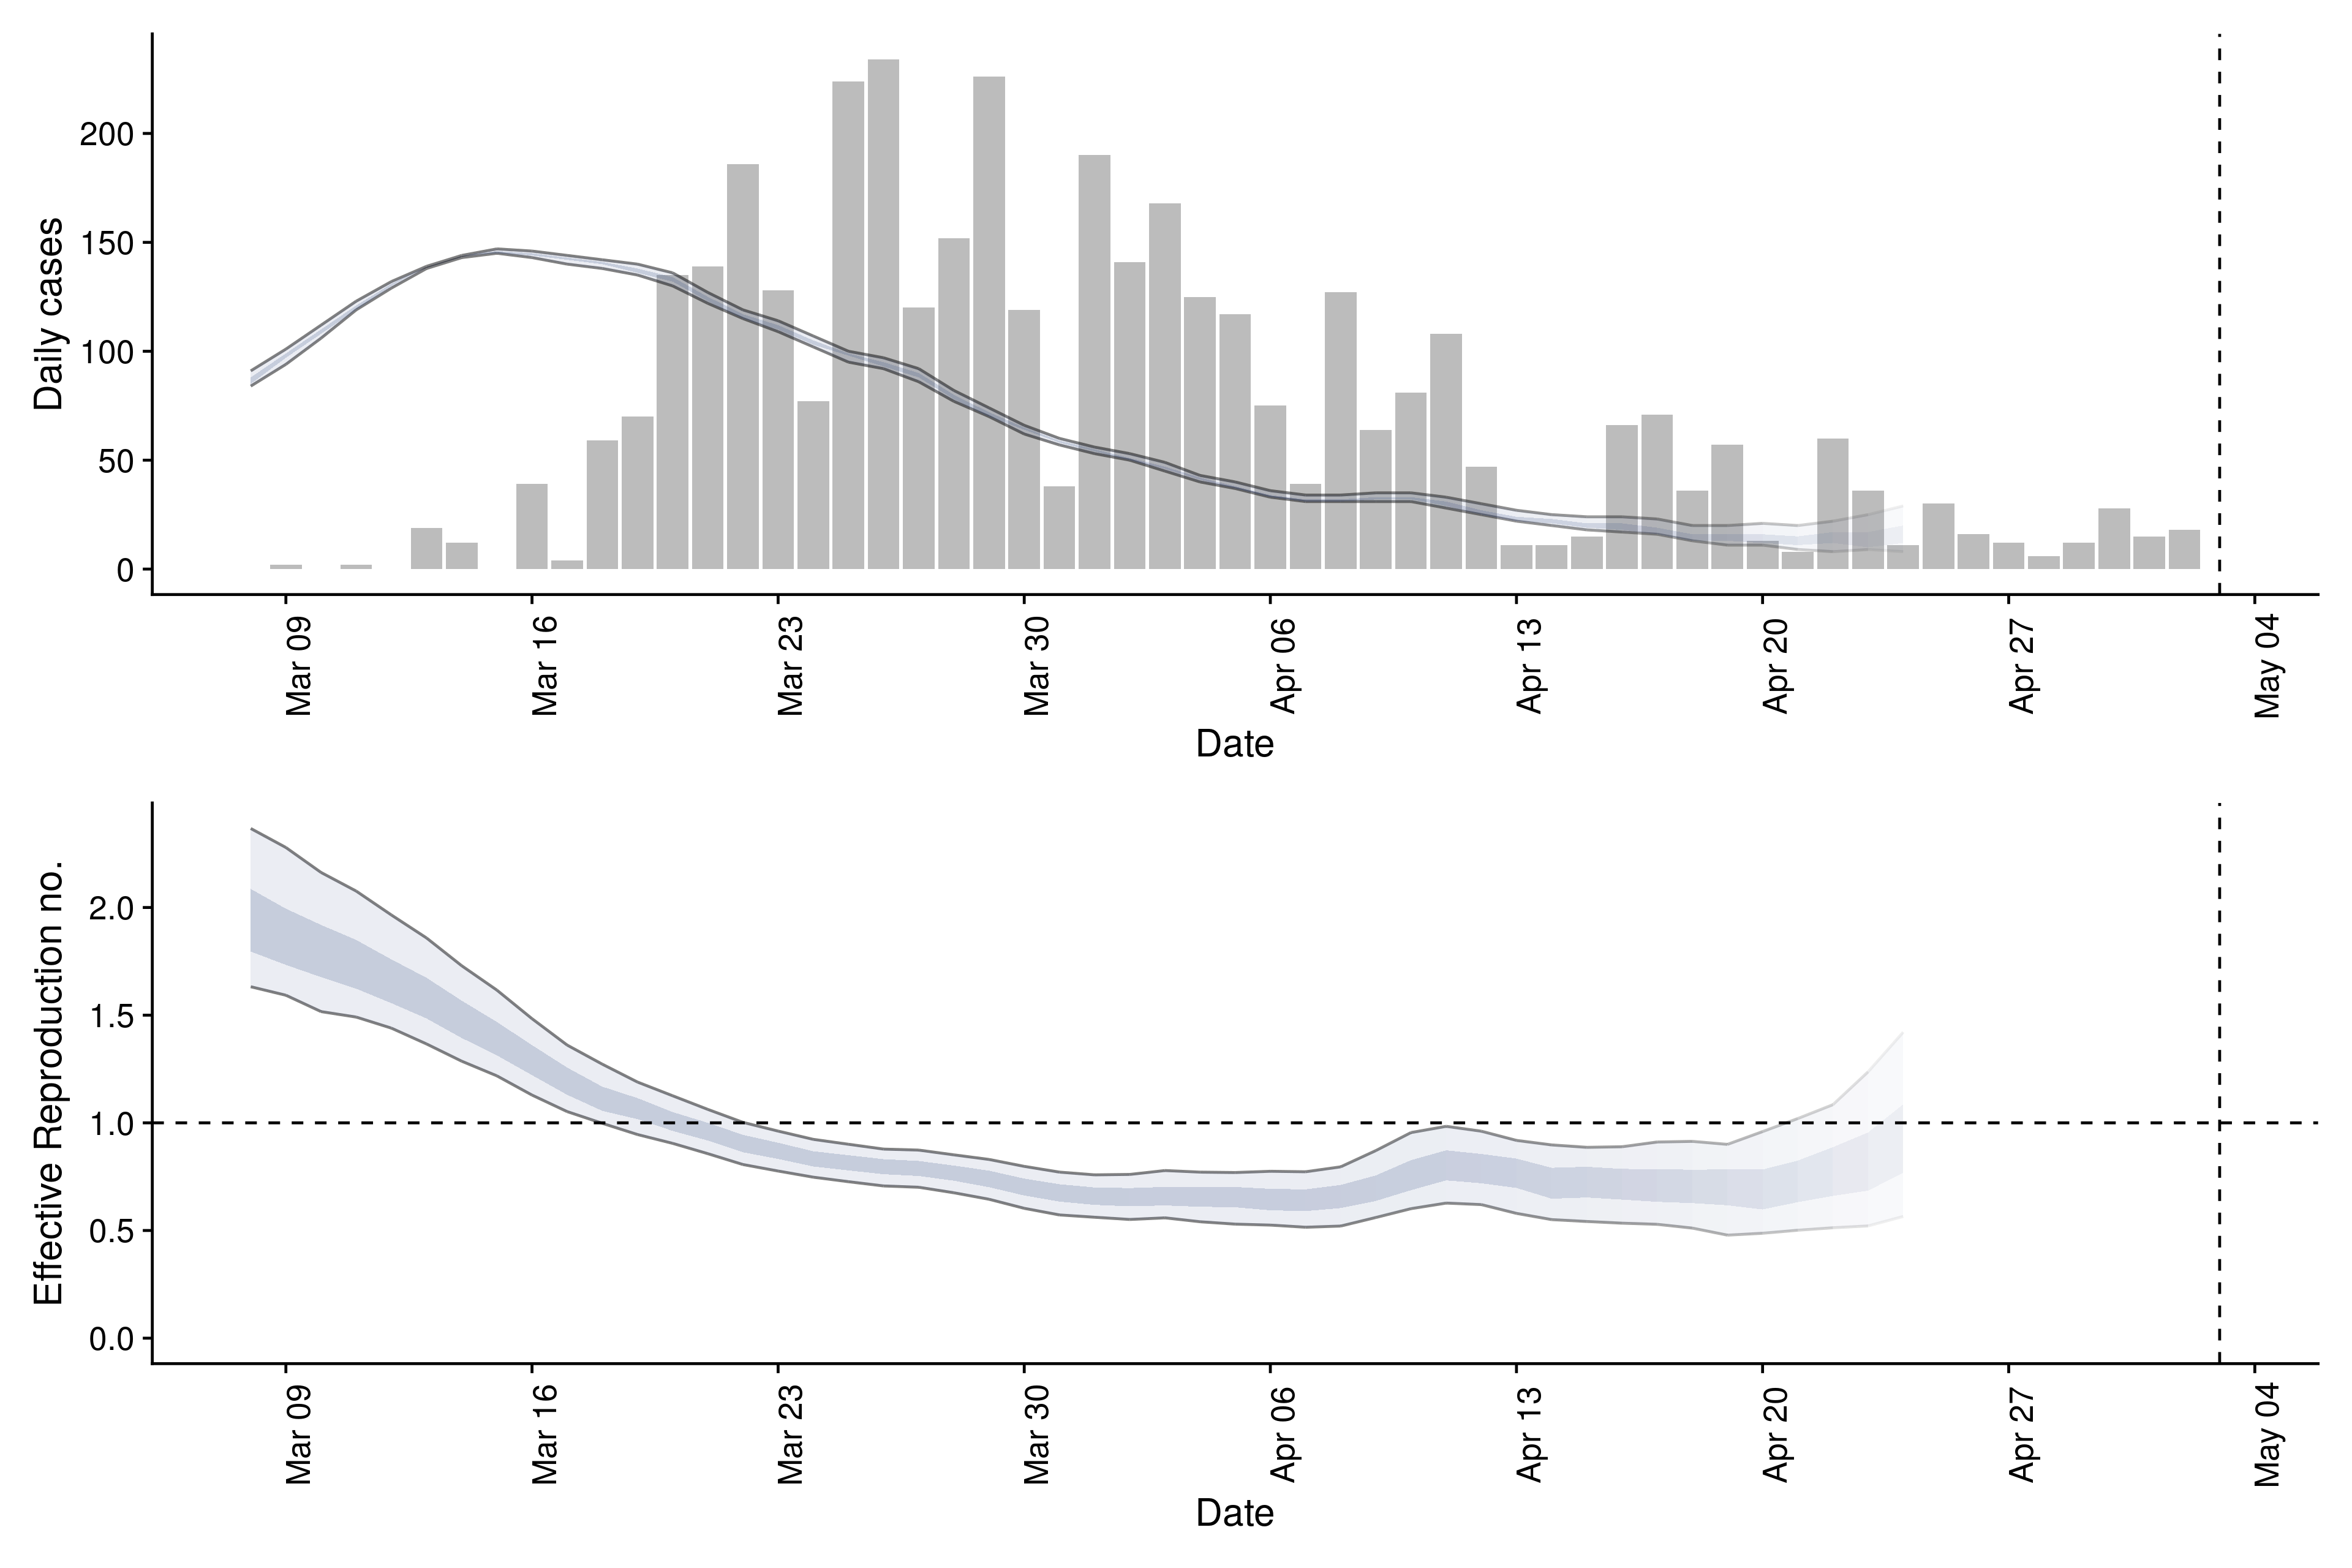 Daily cases
200
150
100
50
0
Mar 09
Mar 16
Mar 23
Mar 30
Apr 06
Apr 13
Apr 20
Apr 27
May 04
Date
Effective Reproduction no.
2.0
1.5
1.0
0.5
0.0
Mar 09
Mar 16
Mar 23
Mar 30
Apr 06
Apr 13
Apr 20
Apr 27
May 04
Date